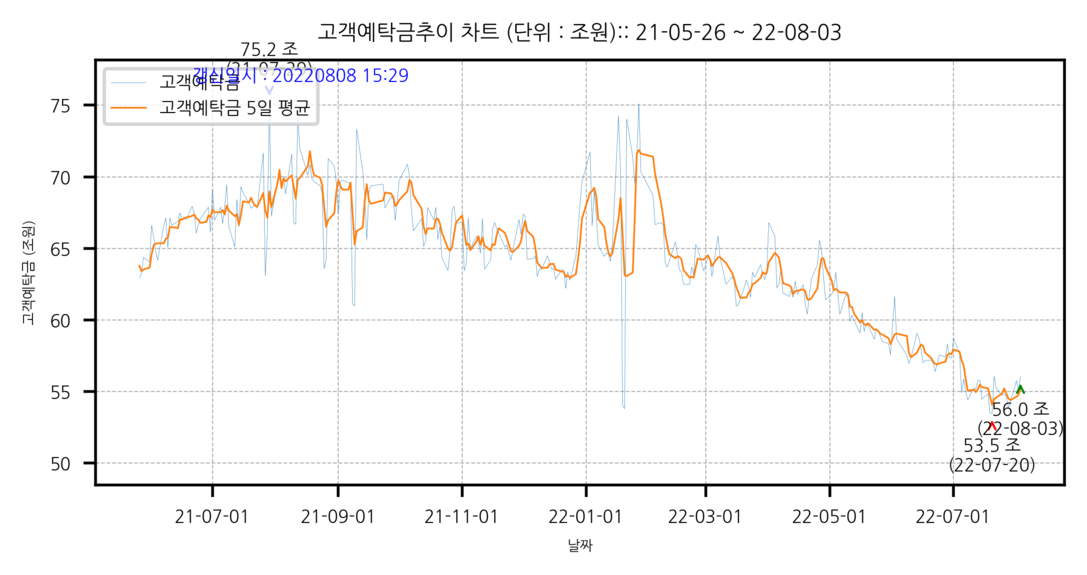 고객예탁금추이 차트 (단위 : 조원):: 21-05-26 ~ 22-08-03
75.2 조
(21-07-29)
갱신일시 : 20220808 15:29
고객예탁금
고객예탁금 5일 평균
고객예탁금 (조원)
75
70
65
60
55
50
56.0 조
(22-08-03)
53.5 조
(22-07-20)
21-07-01
21-09-01
21-11-01
22-01-01
22-03-01
22-05-01
22-07-01
날짜